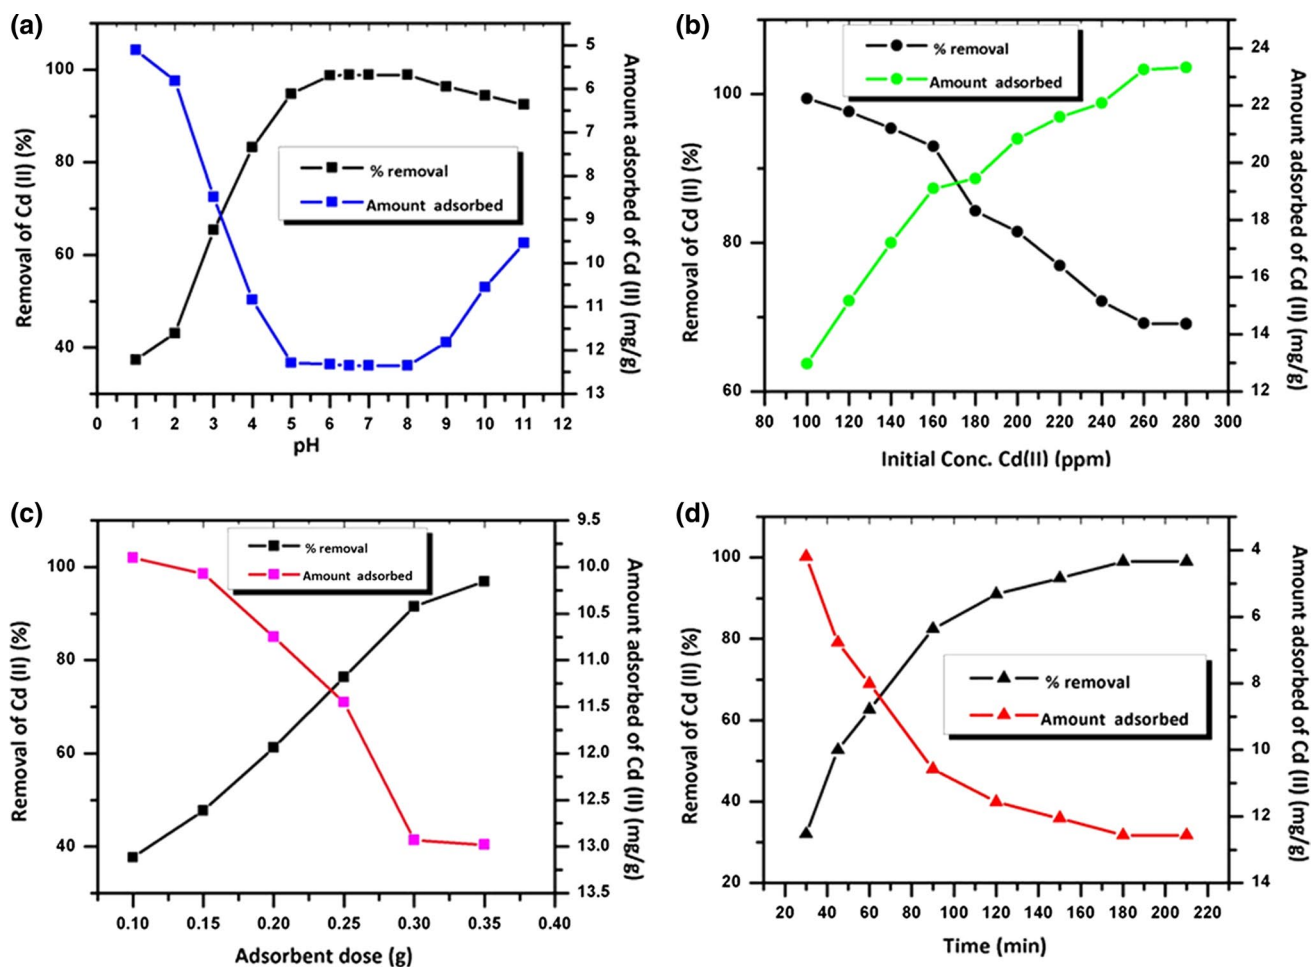 (a)
Removal of Cd (II) (%)
100
80
60
40
% removal
Amount adsorbed
5
6
7
8
9
10
11
12
13
Amount adsorbed of Cd (II) (mg/g)
0 1 2 3 4 5 6 7 8 9 10 11 12
pH
(b)
Removal of Cd (II) (%)
100
80
60
% removal
Amount adsorbed
24
22
20
18
16
14
12
Amount adsorbed of Cd (II) (mg/g)
80 100 120 140 160 180 200 220 240 260 280 300
Initial Conc. Cd(II) (ppm)
(c)
Removal of Cd (II) (%)
100
80
60
40
% removal
Amount adsorbed
9.5
10.0
10.5
11.0
11.5
12.0
12.5
13.0
13.5
Amount adsorbed of Cd (II) (mg/g)
0.10 0.15 0.20 0.25 0.30 0.35 0.40
Adsorbent dose (g)
(d)
Removal of Cd (II) (%)
100
80
60
40
20
% removal
Amount adsorbed
4
6
8
10
12
14
Amount adsorbed of Cd (II) (mg/g)
20 40 60 80 100 120 140 160 180 200 220
Time (min)